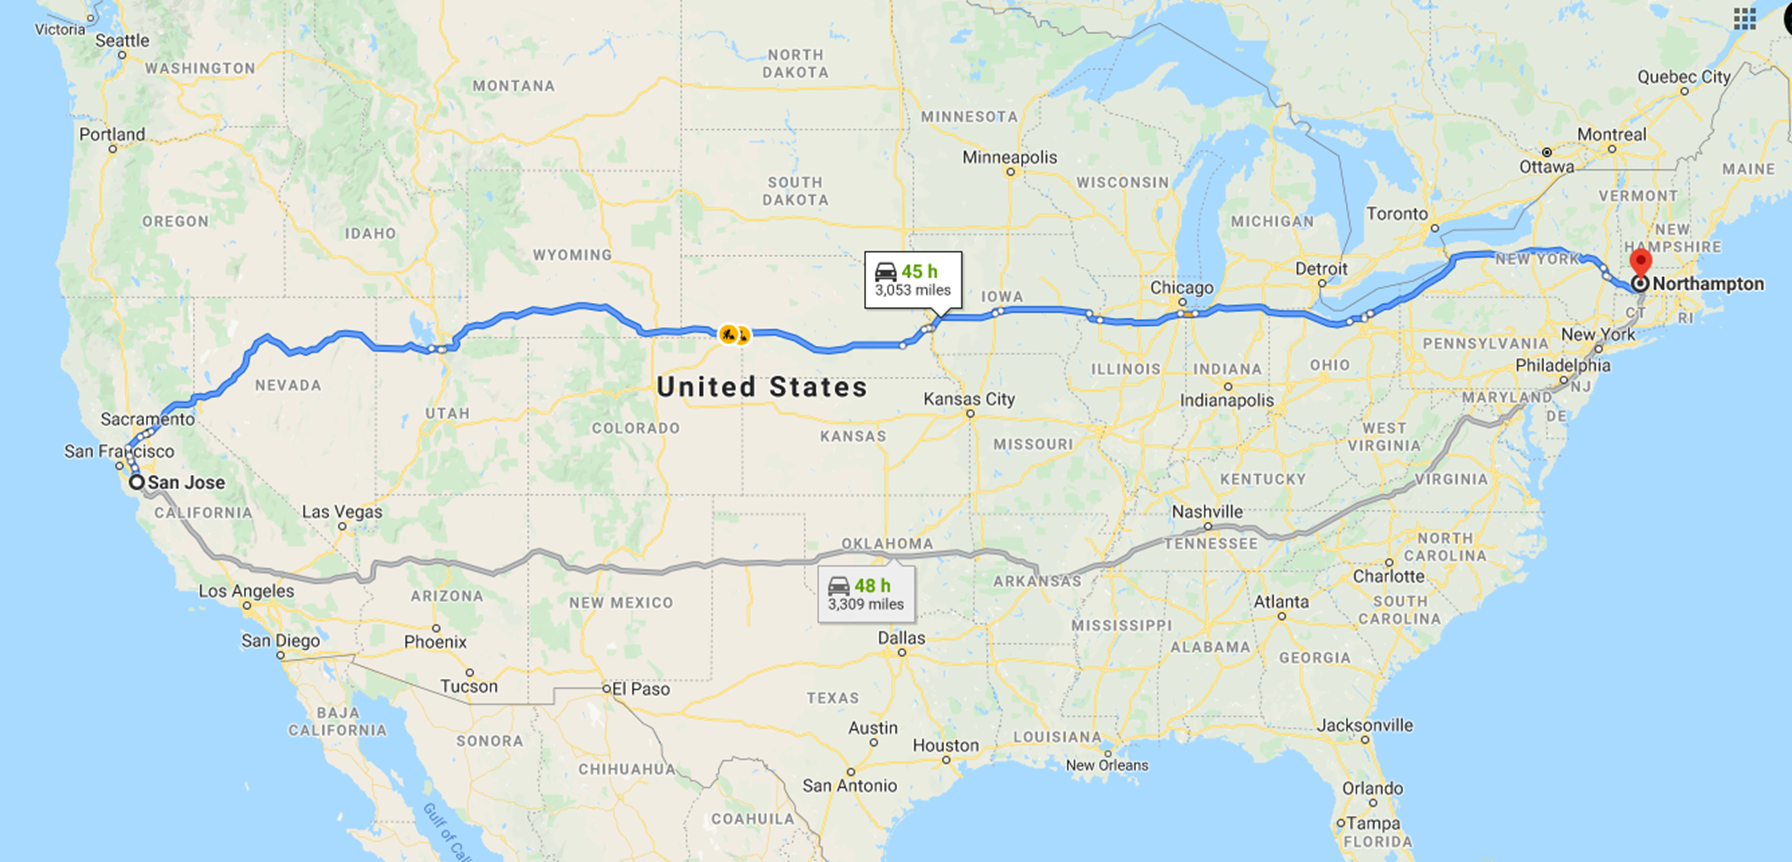 Victoria
Seattle
WASHINGTON
MONTANA
NORTH
DAKOTA
MINNESOTA
Quebec City
Portland
Minneapolis
Montreal
Ottawa
MAINE
SOUTH
DAKOTA
WISCONSIN
VERMONT
OREGON
IDAHO
MICHIGAN
Toronto
NEW
HAMPSHIRE
WYOMING
45 h
3,053 miles
IOWA
Chicago
Detroit
NEW YORK
Northampton
CT
RI
NEVADA
United States
ILLINOIS
INDIANA
OHIO
PENNSYLVANIA
New York
Philadelphia
NJ
Sacramento
UTAH
Kansas City
Indianapolis
MARYLAND
DE
San Francisco
COLORADO
KANSAS
MISSOURI
WEST
VIRGINIA
San Jose
KENTUCKY
VIRGINIA
CALIFORNIA
Las Vegas
Nashville
OKLAHOMA
TENNESSEE
NORTH
CAROLINA
Los Angeles
ARIZONA
NEW MEXICO
48 h
3,309 miles
ARKANSAS
Charlotte
Atlanta
SOUTH
CAROLINA
San Diego
Phoenix
Dallas
MISSISSIPPI
ALABAMA
GEORGIA
Tucson
El Paso
TEXAS
BAJA
CALIFORNIA
SONORA
Austin
Houston
LOUISIANA
Jacksonville
CHIHUAHUA
San Antonio
New Orleans
Orlando
Gulf of Cali
COAHUILA
Tampa
FLORIDA